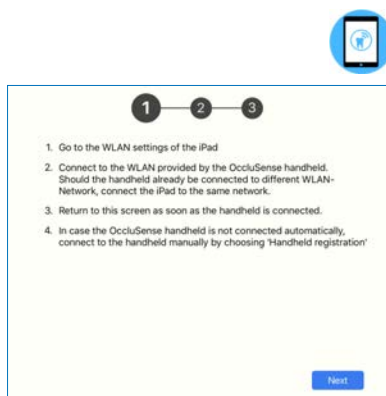 1 2 3
1. Go to the WLAN settings of the iPad
2. Connect to the WLAN provided by the OccluSense handheld.
Should the handheld already be connected to different WLAN-
Network, connect the iPad to the same network.
3. Return to this screen as soon as the handheld is connected.
4. In case the OccluSense handheld is not connected automatically,
connect to the handheld manually by choosing 'Handheld registration'
Next